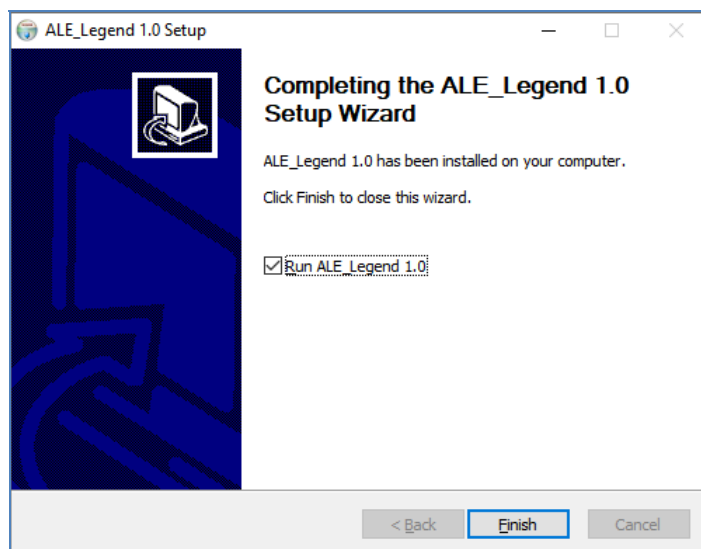 ALE_Legend 1.0 Setup
Completing the ALE_Legend 1.0
Setup Wizard
ALE_Legend 1.0 has been installed on your computer.
Click Finish to close this wizard.
Run ALE_Legend 1.0
< Back
Finish
Cancel